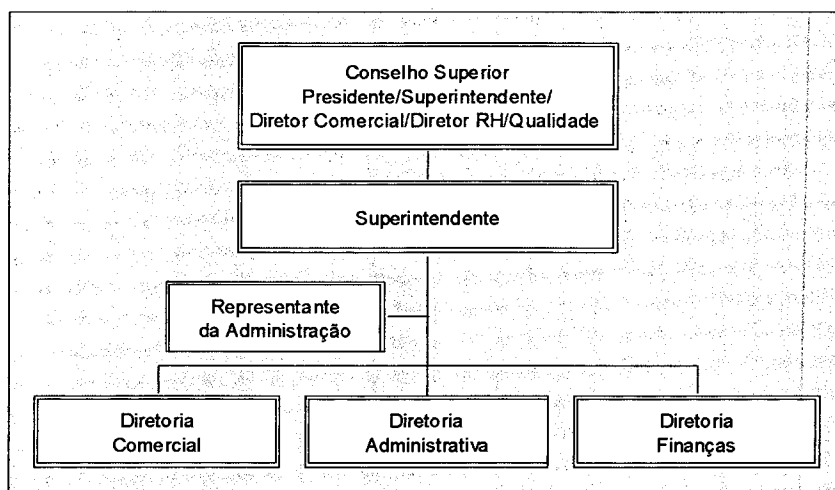 Conselho Superior
Presidente/Superintendente/
Diretor Comercial/Diretor RH/Qualidade
Superintendente
Representante
da Administração
Diretoria
Comercial
Diretoria
Administrativa
Diretoria
Finanças